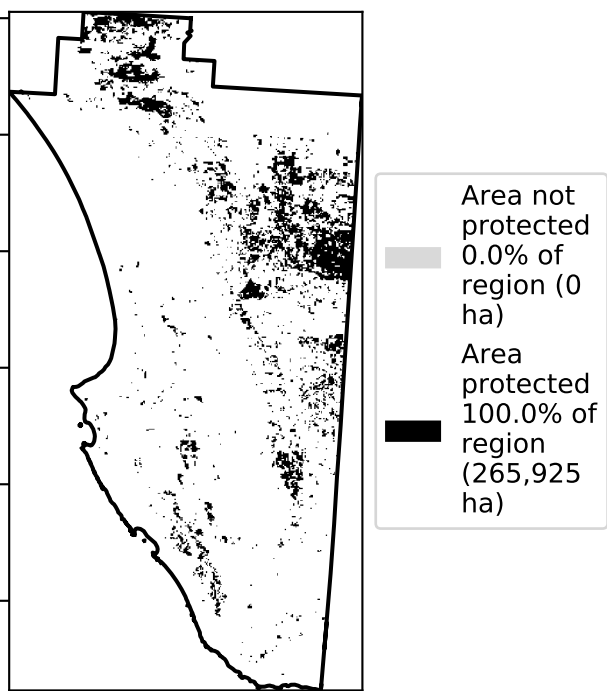 Area not
protected
0.0% of
region (0
ha)
Area
protected
100.0% of
region
(265,925
ha)